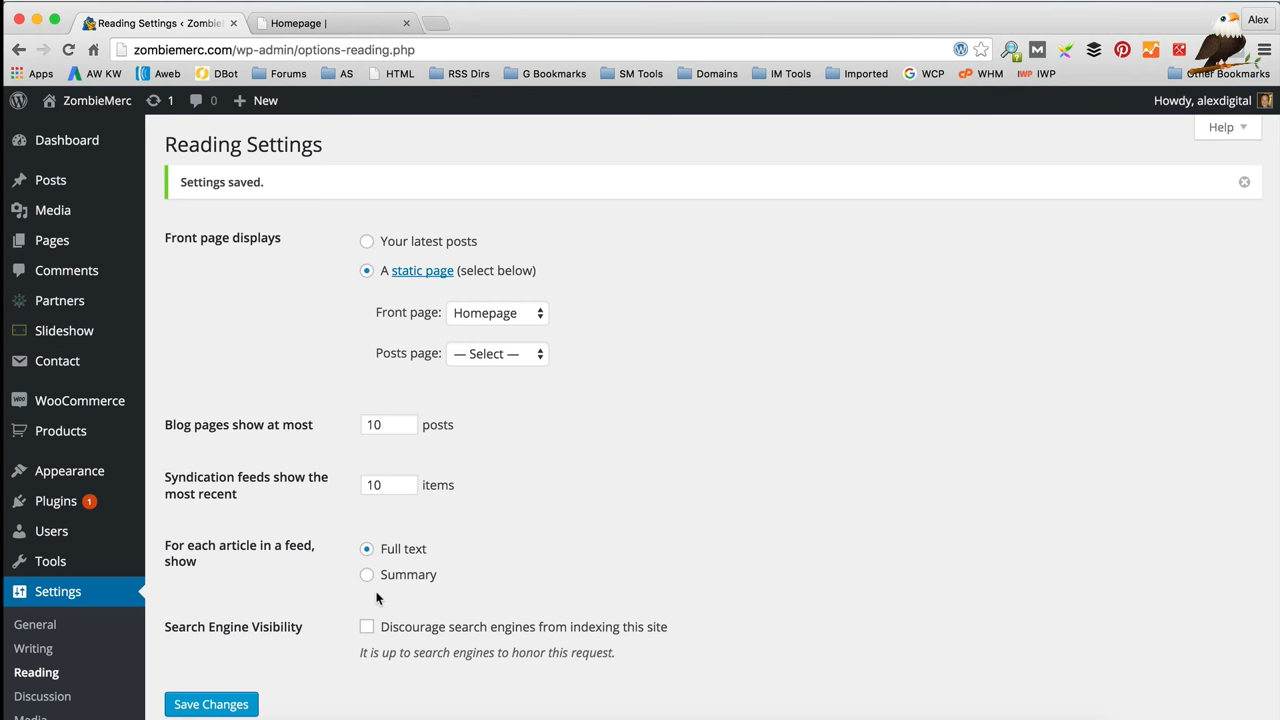 Reading Settings < Zombie
Homepage |
Alex
zombiemerc.com/wp-admin/options-reading.php
Apps AW KW Aweb DBot Forums AS HTML RSS Dirs G Bookmarks SM Tools Domains IM Tools Imported WCP WHM IWP Other Bookmarks
ZombieMerc 1 0 + New Howdy, alexdigital
Help
Dashboard
Posts
Media
Pages
Comments
Partners
Slideshow
Contact
WooCommerce
Products
Appearance
Plugins 1
Users
Tools
Settings
General
Writing
Reading
Discussion
Media
Reading Settings
Settings saved.
Front page displays
Your latest posts
A static page (select below)
Front page: Homepage
Posts page: — Select —
Blog pages show at most 10 posts
Syndication feeds show the
most recent
10 items
For each article in a feed,
show
Full text
Summary
Search Engine Visibility
Discourage search engines from indexing this site
It is up to search engines to honor this request.
Save Changes